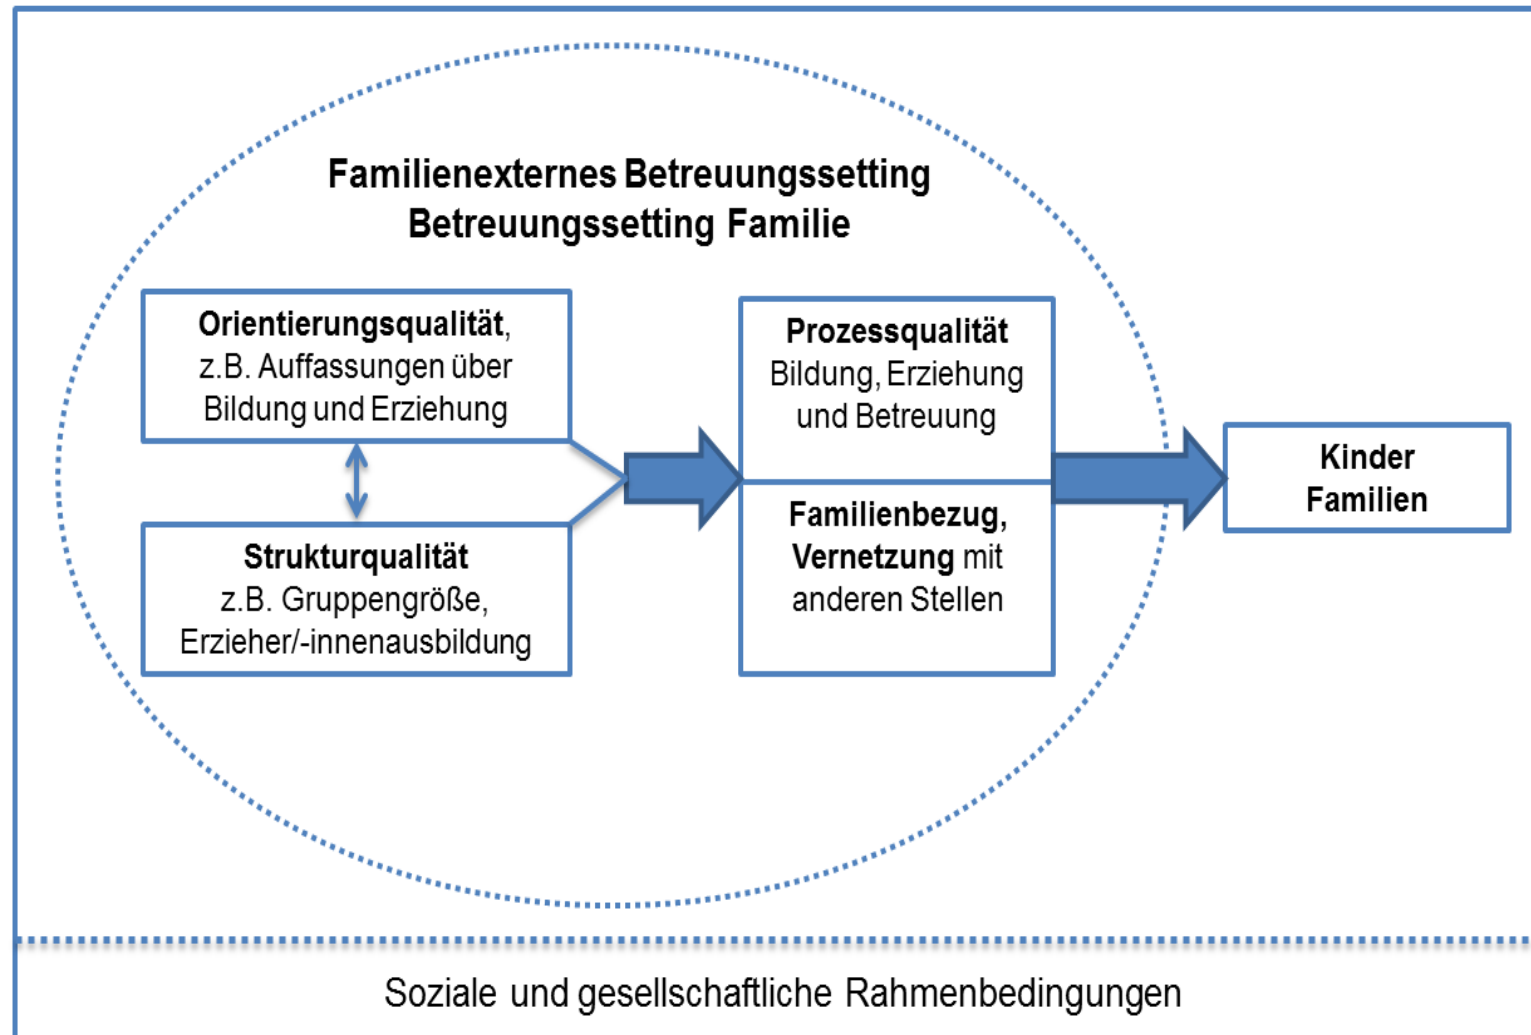 Familienexternes Betreuungssetting
Betreuungssetting Familie
Orientierungsqualität,
z.B. Auffassungen über
Bildung und Erziehung
Strukturqualität
z.B. Gruppengröße,
Erzieher/-innenausbildung
Prozessqualität
Bildung, Erziehung
und Betreuung
Familienbezug,
Vernetzung mit
anderen Stellen
Kinder
Familien
Soziale und gesellschaftliche Rahmenbedingungen